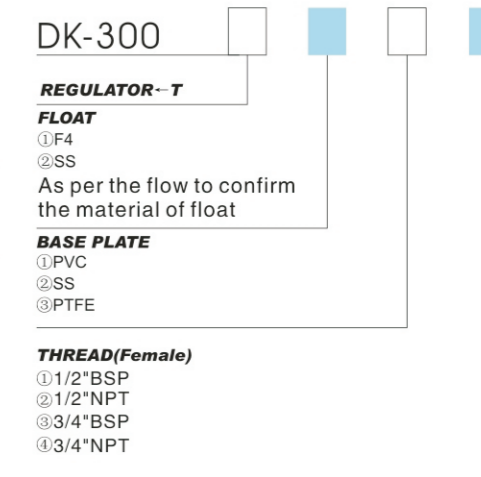 DK-300
REGULATOR←T
FLOAT
①F4
②SS
As per the flow to confirm
the material of float
BASE PLATE
①PVC
②SS
③PTFE
THREAD(Female)
①1/2"BSP
②1/2"NPT
③3/4"BSP
④3/4"NPT